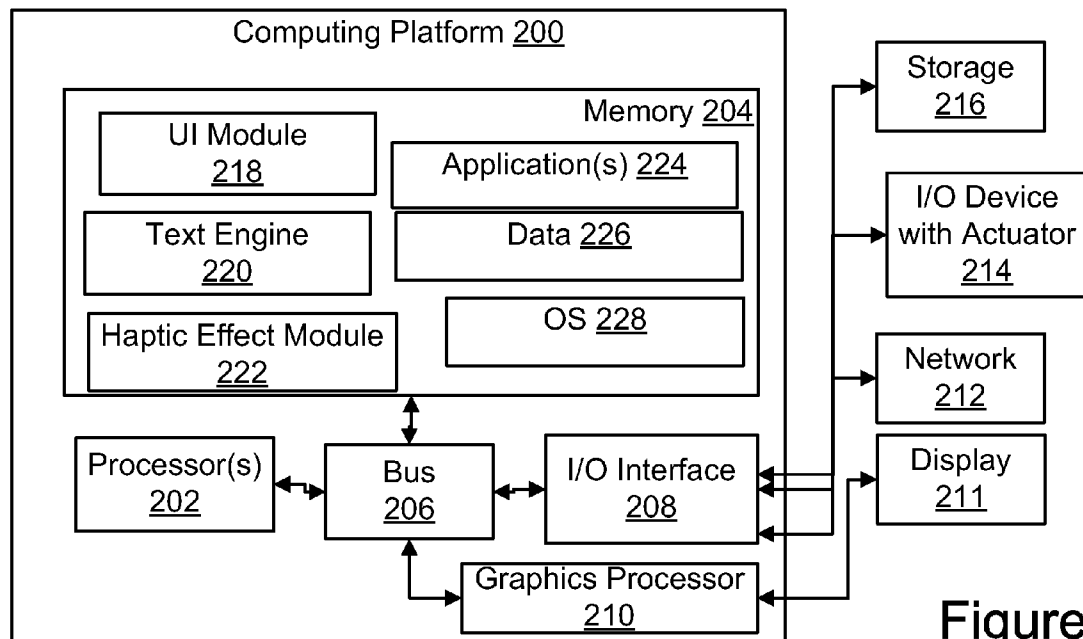 Computing Platform 200
Memory 204
UI Module
218
Application(s) 224
Text Engine
220
Data 226
Haptic Effect Module
222
OS 228
Processor(s)
202
Bus
206
I/O Interface
208
Graphics Processor
210
Storage
216
I/O Device
with Actuator
214
Network
212
Display
211
Figure